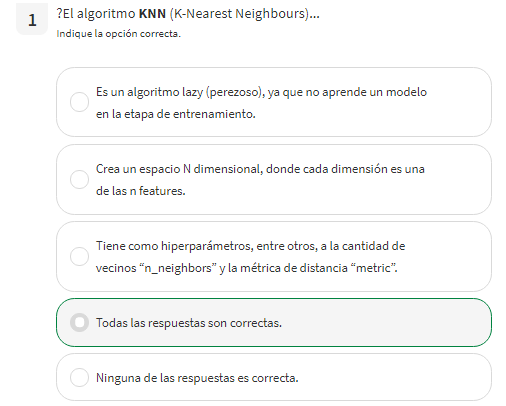 1
?El algoritmo KNN (K-Nearest Neighbours)...
Indique la opción correcta.
Es un algoritmo lazy (perezoso), ya que no aprende un modelo
en la etapa de entrenamiento.
Crea un espacio N dimensional, donde cada dimensión es una
de las n features.
Tiene como hiperparámetros, entre otros, a la cantidad de
vecinos “n_neighbors” y la métrica de distancia “metric”.
Todas las respuestas son correctas.
Ninguna de las respuestas es correcta.